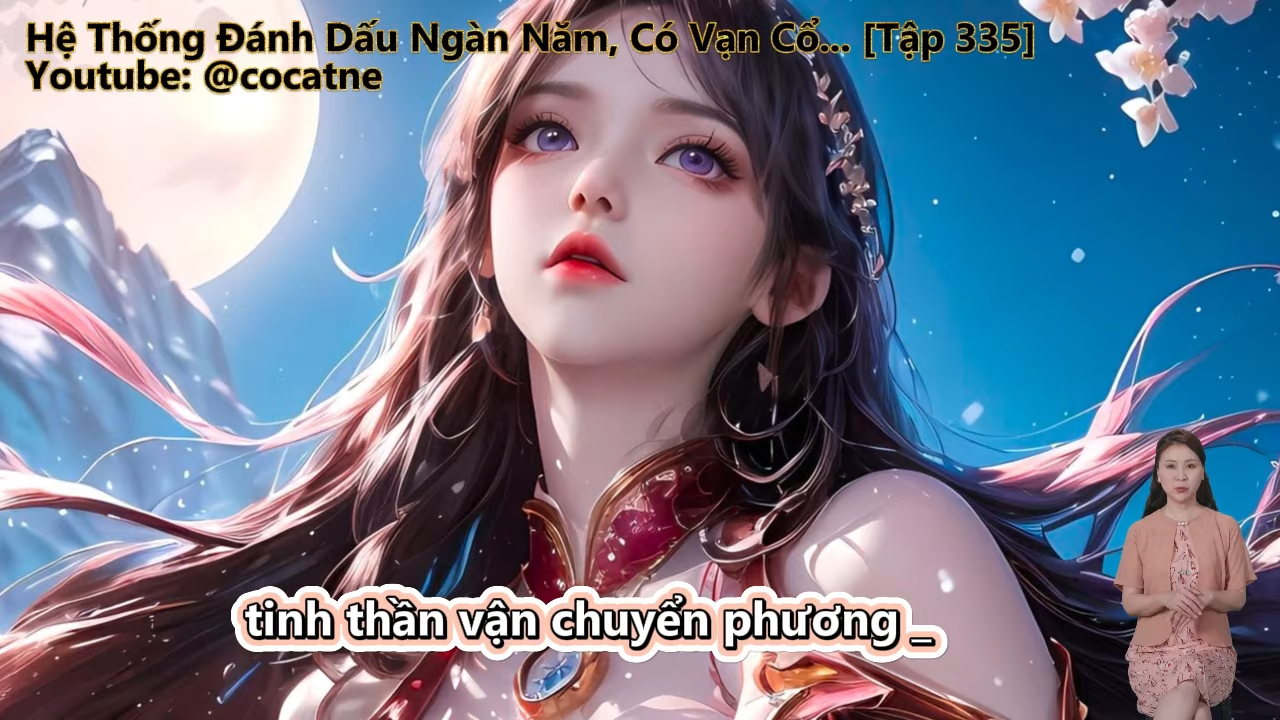 Hệ Thống Đánh Dấu Ngàn Năm, Có Vạn Cổ... [Tập 335]
Youtube: @cocatne
tinh thần vận chuyển phương _